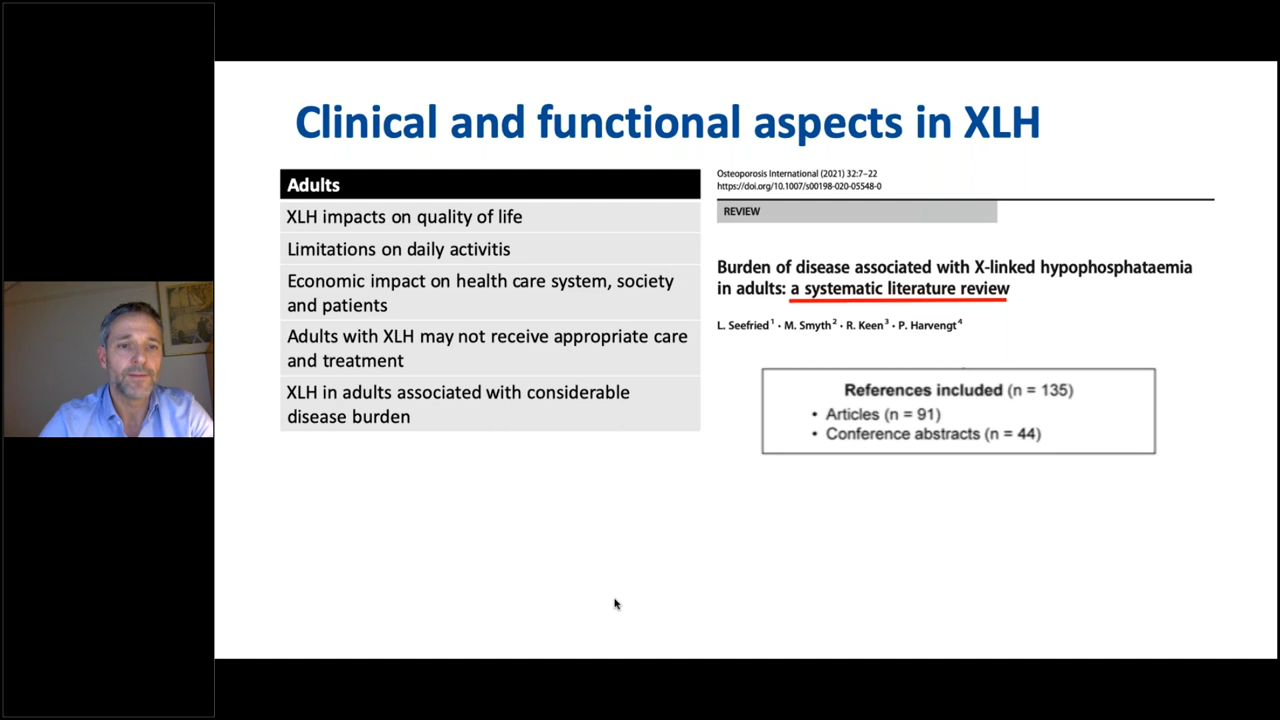 Clinical and functional aspects in XLH
Adults
XLH impacts on quality of life
Limitations on daily activitis
Economic impact on health care system, society
and patients
Adults with XLH may not receive appropriate care
and treatment
XLH in adults associated with considerable
disease burden
Osteoporosis International (2021) 32:7–22
https://doi.org/10.1007/s00198-020-05548-0
REVIEW
Burden of disease associated with X-linked hypophosphataemia
in adults: a systematic literature review
L. Seefried¹ · M. Smyth² · R. Keen³ · P. Harvengt⁴
References included (n = 135)
• Articles (n = 91)
• Conference abstracts (n = 44)